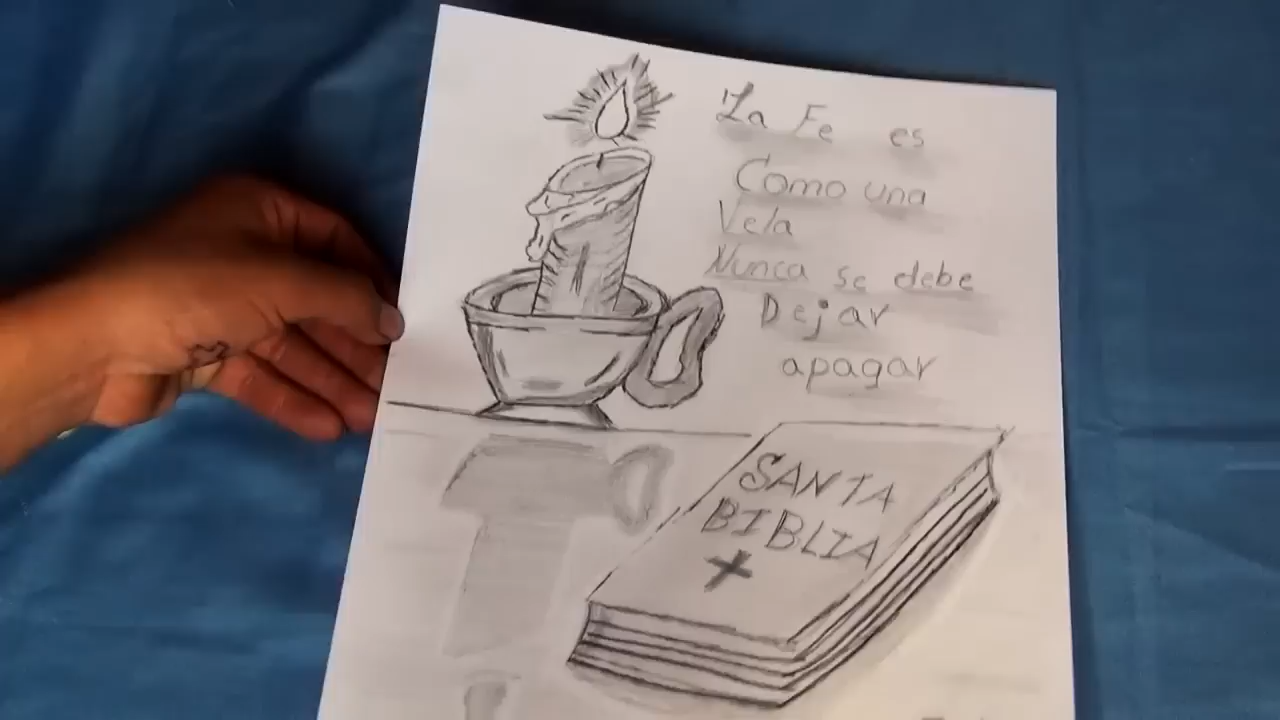 La Fe es
Como una
Vela
Nunca se debe
Dejar
apagar
SANTA
BIBLIA